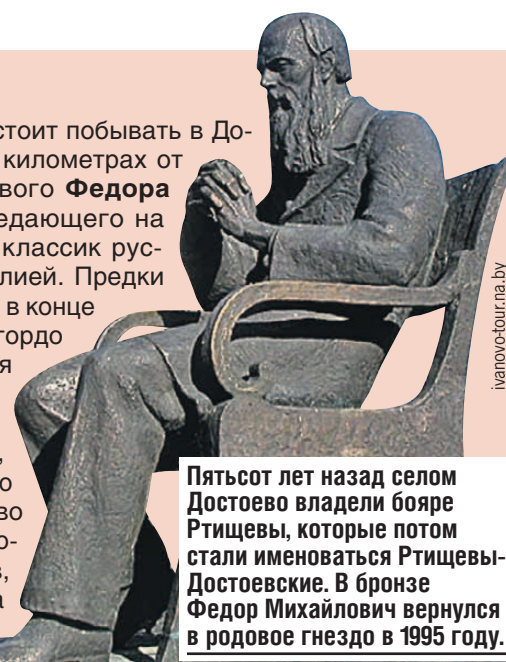 стоит побывать в До-
километрах от
вого Федора
едающего на
классик рус-
лией. Предки
в конце
гордо
я
,
о
во
о-
в,
а
ivanovo-tour.na.by
Пятьсот лет назад селом
Достоево владели бояре
Ртищевы, которые потом
стали именоваться Ртищевы-
Достоевские. В бронзе
Федор Михайлович вернулся
в родовое гнездо в 1995 году.